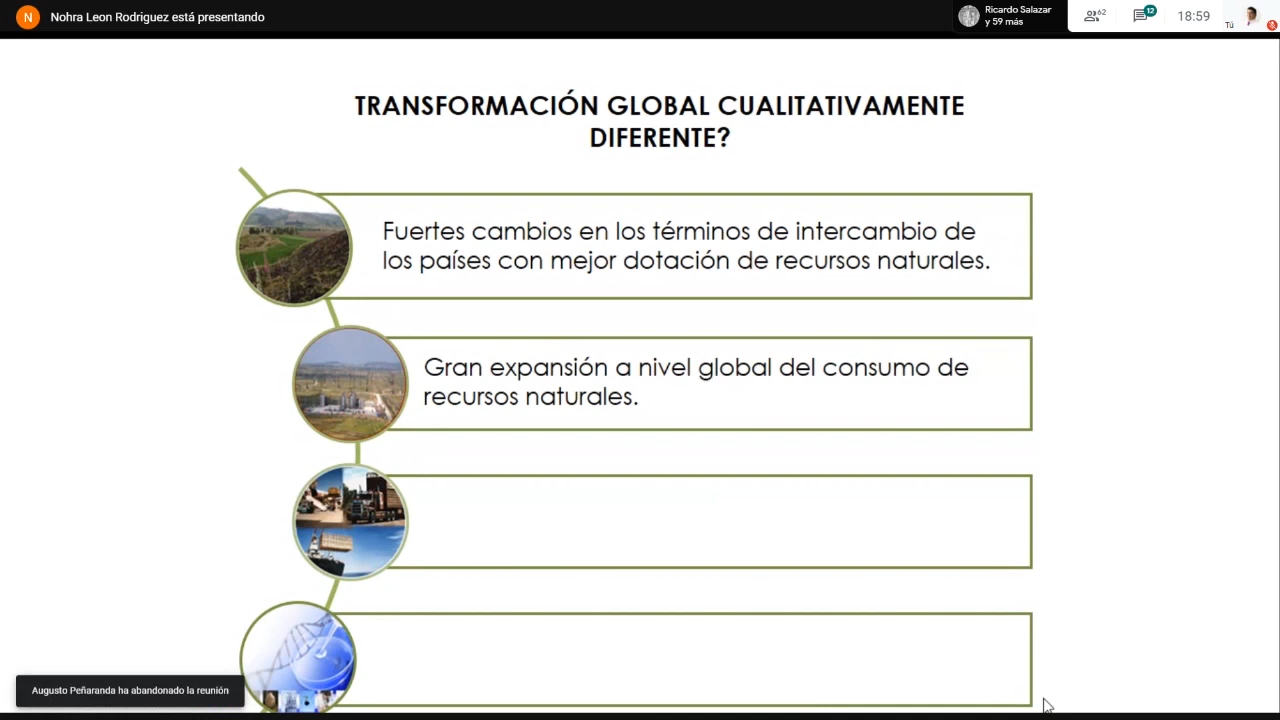 N Nohra Leon Rodriguez está presentando
Ricardo Salazar
y 59 más
62
12
18:59
Tú
TRANSFORMACIÓN GLOBAL CUALITATIVAMENTE
DIFERENTE?
Fuertes cambios en los términos de intercambio de
los países con mejor dotación de recursos naturales.
Gran expansión a nivel global del consumo de
recursos naturales.
Augusto Peñaranda ha abandonado la reunión